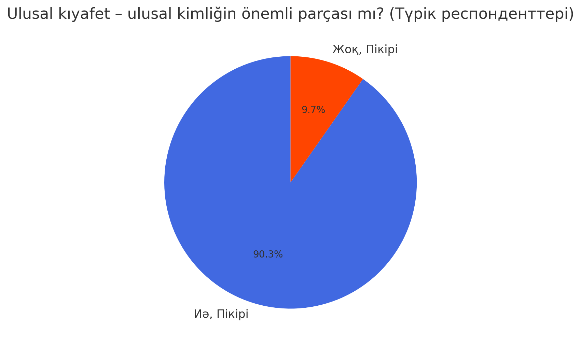 Ulusal kıyafet – ulusal kimliğin önemli parçası mı? (Түрік респонденттері)
Жоқ, Пікірі
9.7%
90.3%
Иә, Пікірі